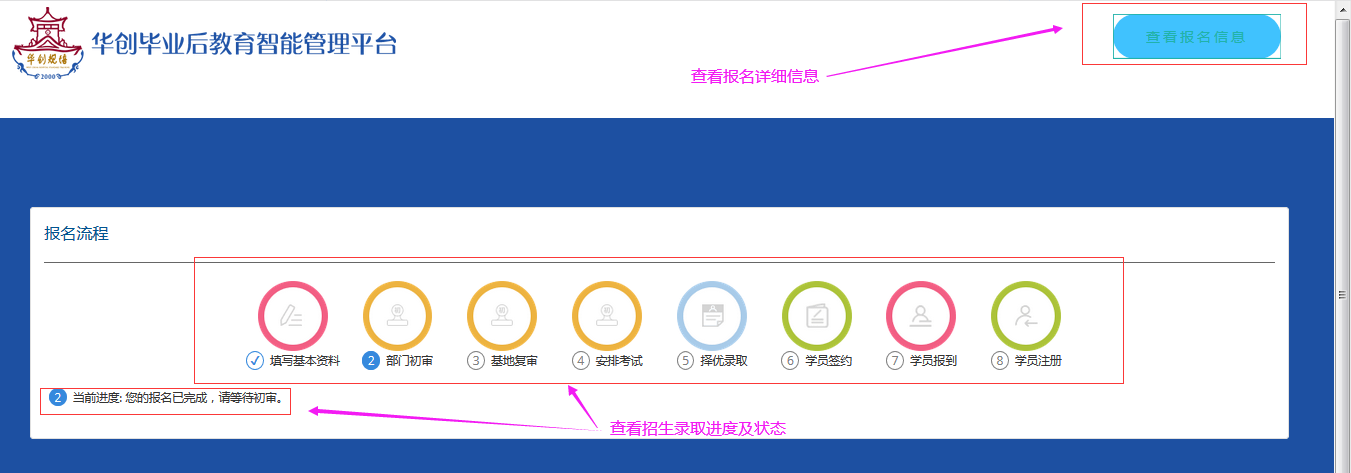 华创毕业后教育智能管理平台
华创规培
2000
查看报名信息
查看报名详细信息
报名流程
填写基本资料
2 部门初审
3 基地复审
4 安排考试
5 择优录取
6 学员签约
7 学员报到
8 学员注册
2 当前进度: 您的报名已完成，请等待初审。
查看招生录取进度及状态